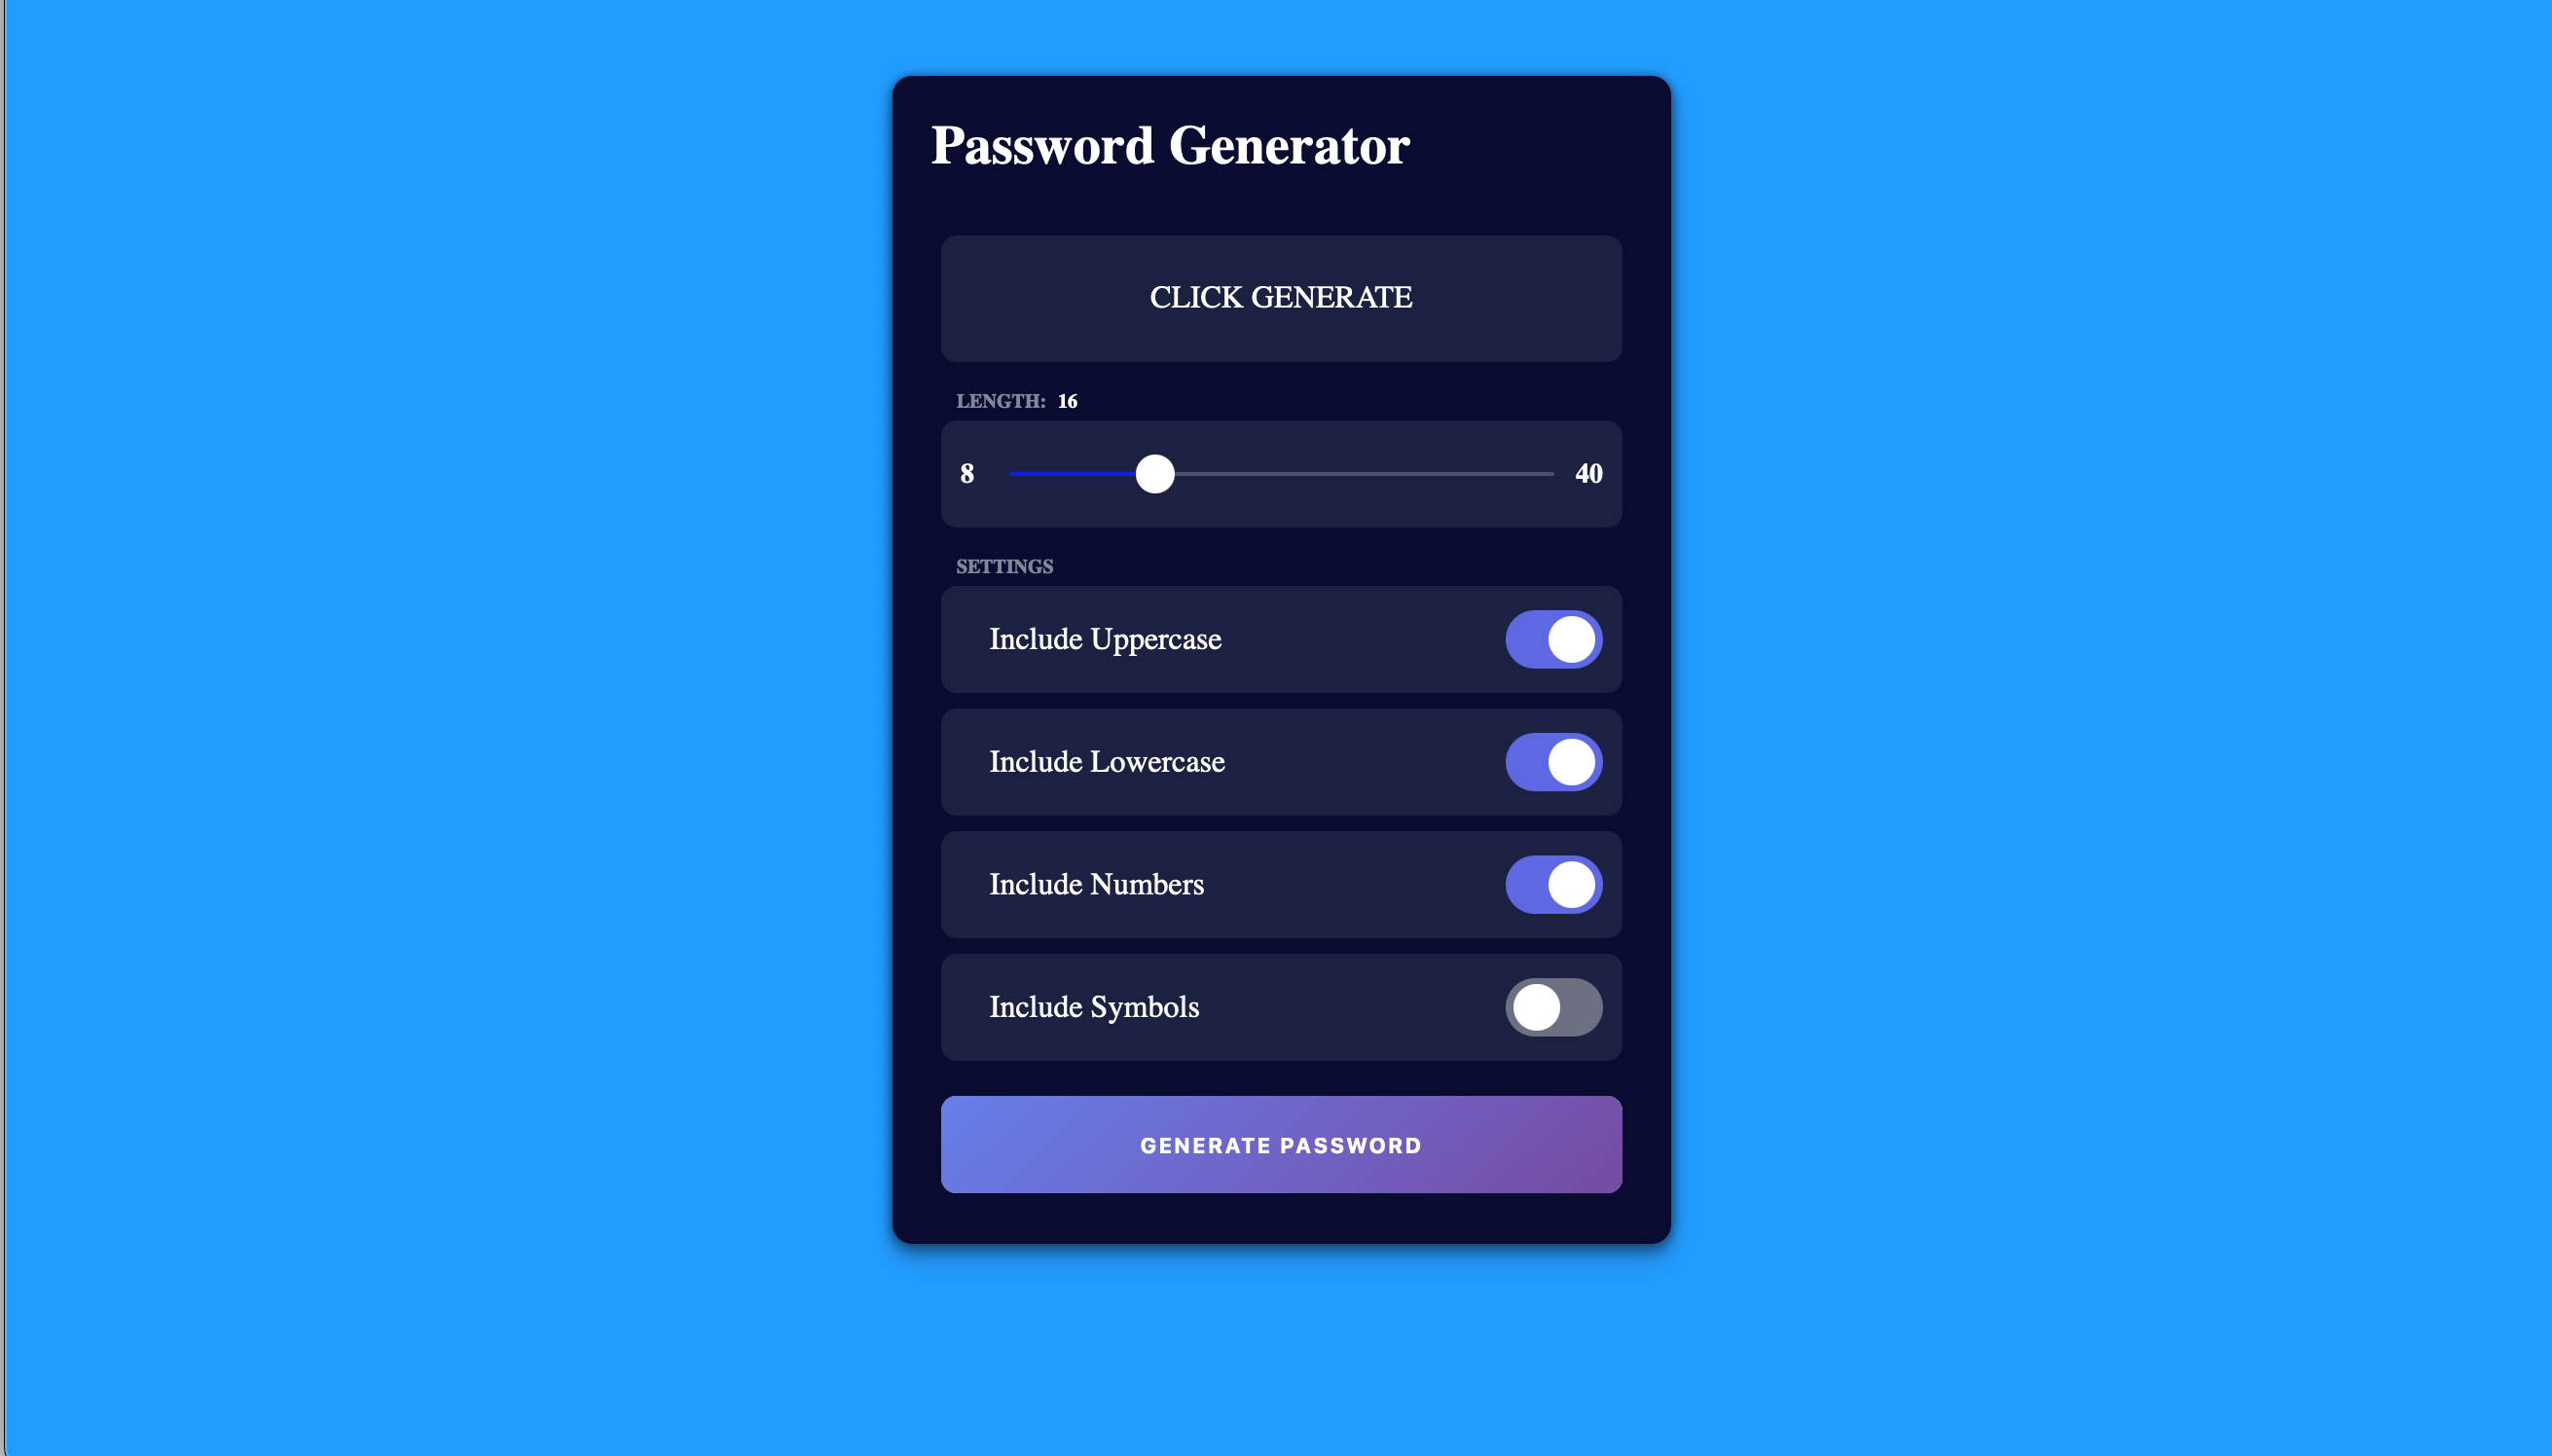 Password Generator
CLICK GENERATE
LENGTH: 16
8 40
SETTINGS
Include Uppercase
Include Lowercase
Include Numbers
Include Symbols
GENERATE PASSWORD